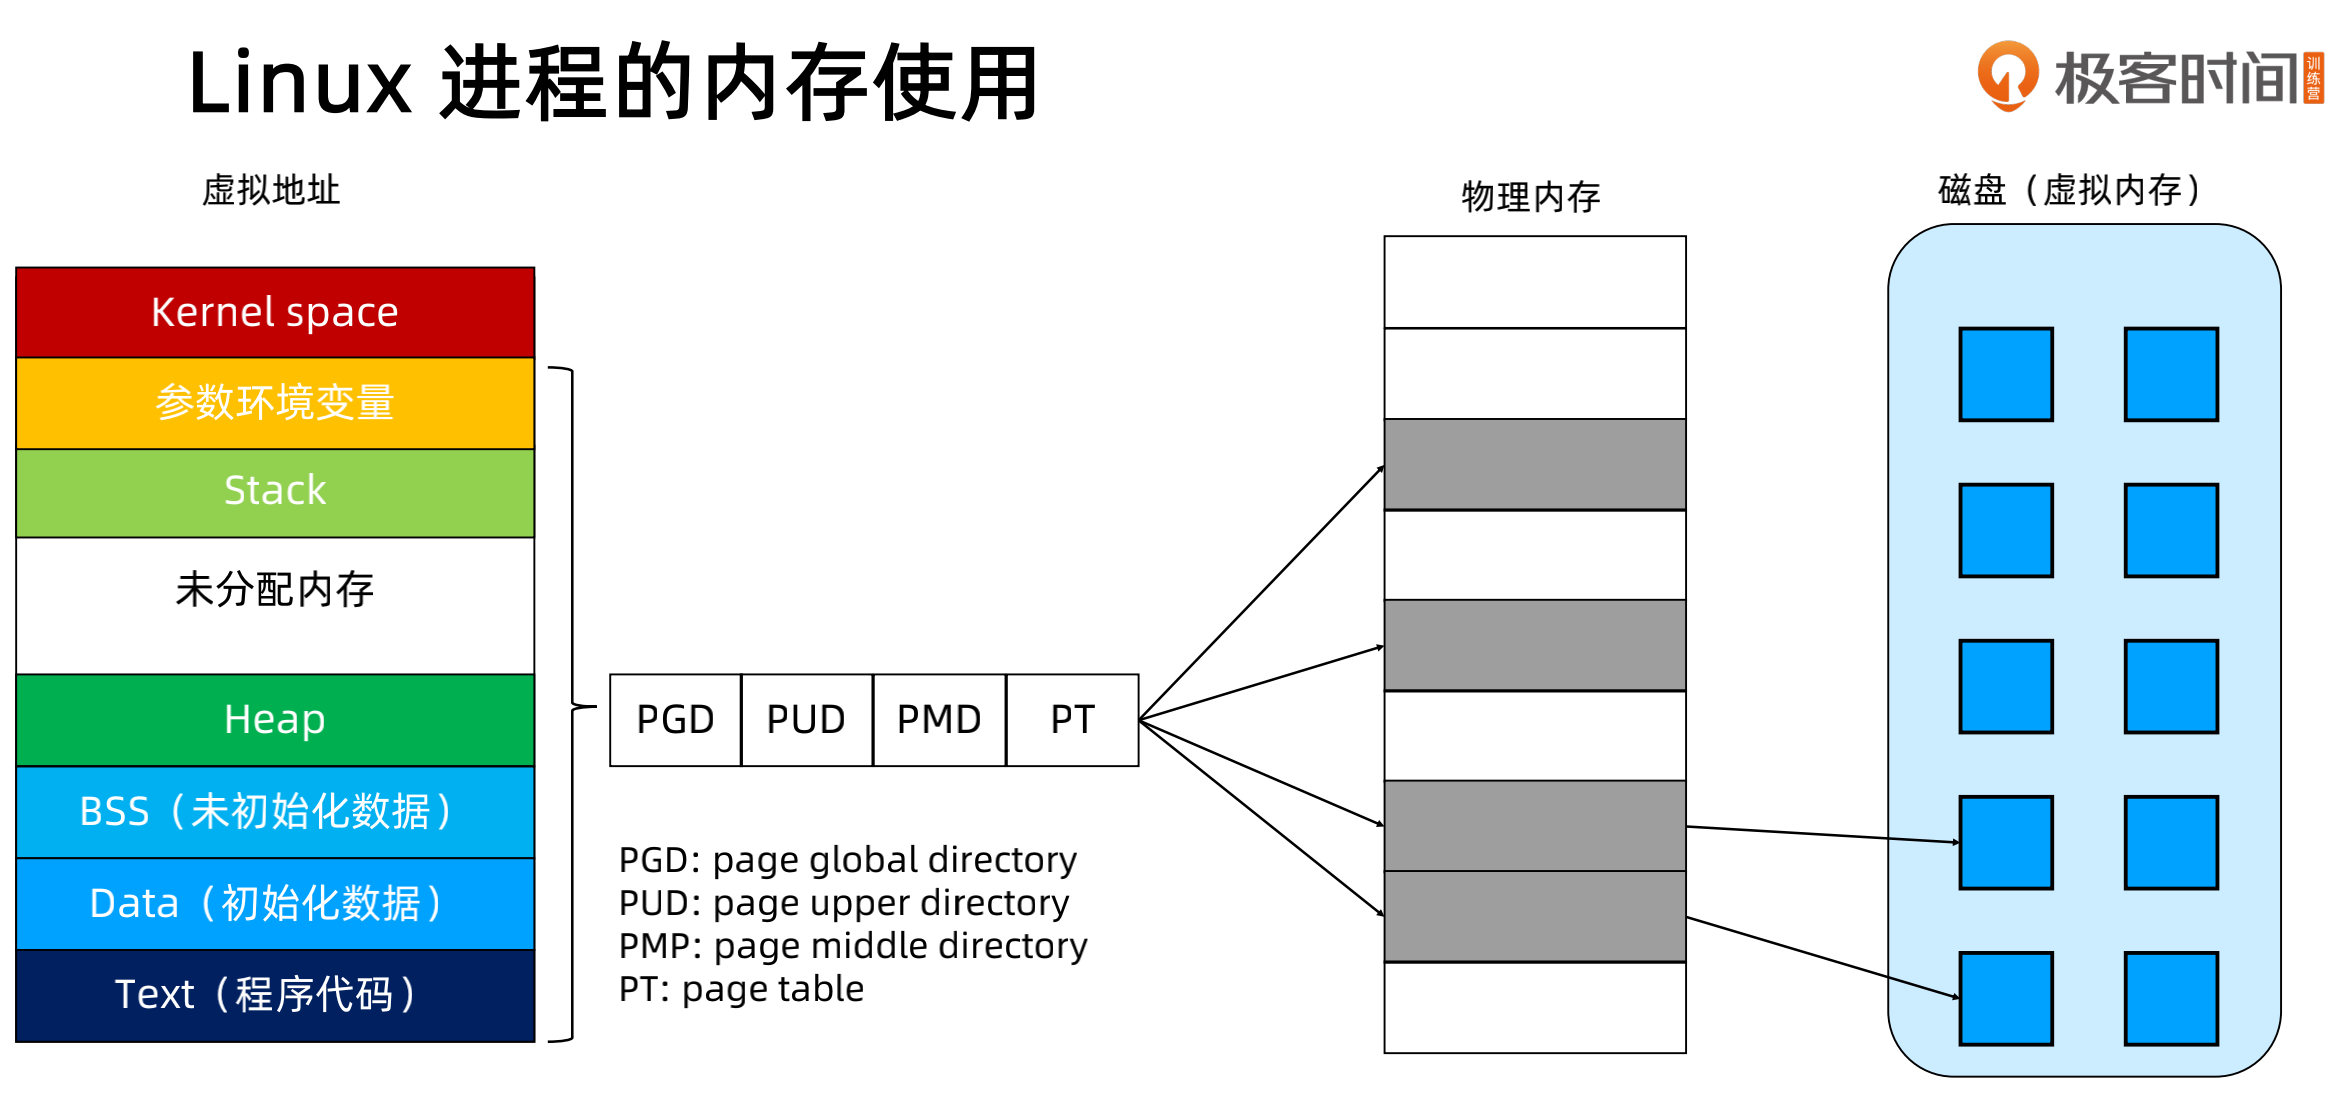 Linux 进程的内存使用
极客时间
训练营
虚拟地址
物理内存
磁盘（虚拟内存）
Kernel space
参数环境变量
Stack
未分配内存
Heap
BSS（未初始化数据）
Data（初始化数据）
Text（程序代码）
PGD
PUD
PMD
PT
PGD: page global directory
PUD: page upper directory
PMP: page middle directory
PT: page table